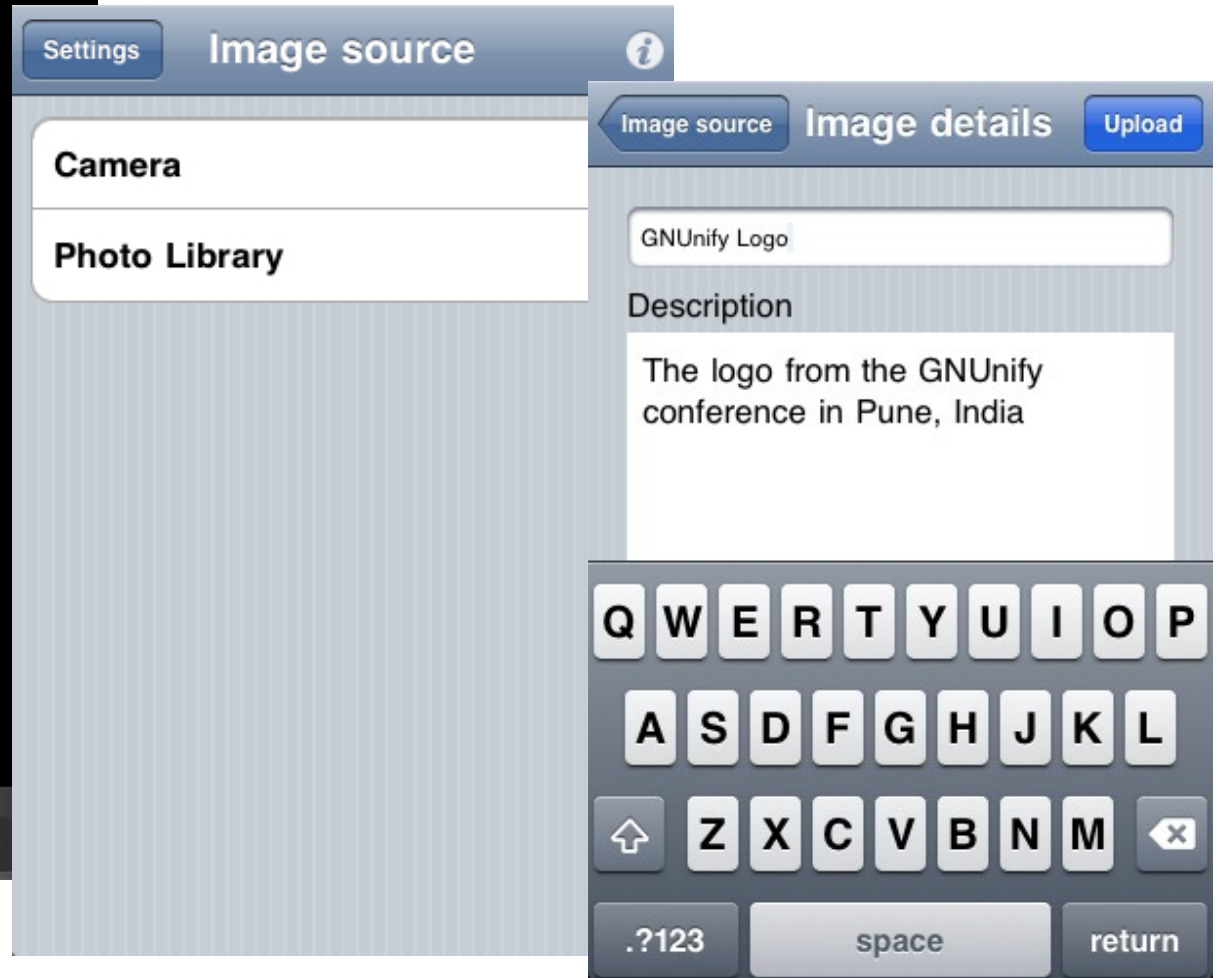 Settings Image source i
Camera
Photo Library
Image source Image details Upload
GNUnify Logo
Description
The logo from the GNUnify
conference in Pune, India
Q W E R T Y U I O P
A S D F G H J K L
Z X C V B N M
.?123 space return